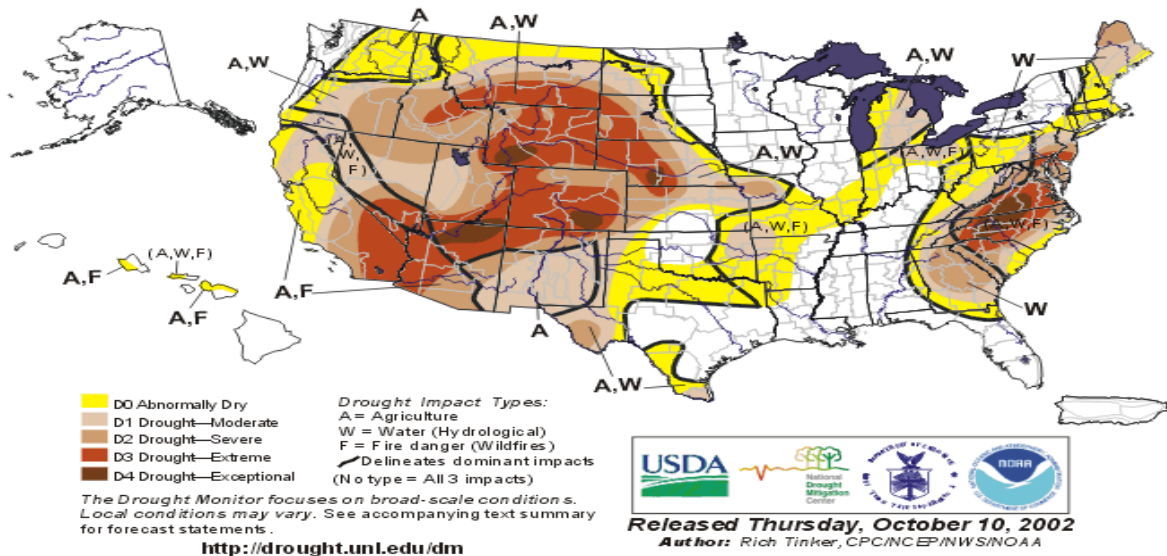 A
A,W
A,W
W
A,W
(A,
W,
F)
A,W
(A,W,F)
(A,W,F)
(A,W,F)
(A,W,F)
A,F
A,F
A,F
A
W
A,W
D0 Abnormally Dry
D1 Drought—Moderate
D2 Drought—Severe
D3 Drought—Extreme
D4 Drought—Exceptional
Drought Impact Types:
A = Agriculture
W = Water (Hydrological)
F = Fire danger (Wildfires)
Delineates dominant impacts
(No type = All 3 impacts)
The Drought Monitor focuses on broad-scale conditions.
Local conditions may vary. See accompanying text summary
for forecast statements.
http://drought.unl.edu/dm
USDA
National
Drought
Mitigation
Center
NOAA
Released Thursday, October 10, 2002
Author: Rich Tinker, CPC/NCEP/NWS/NOAA